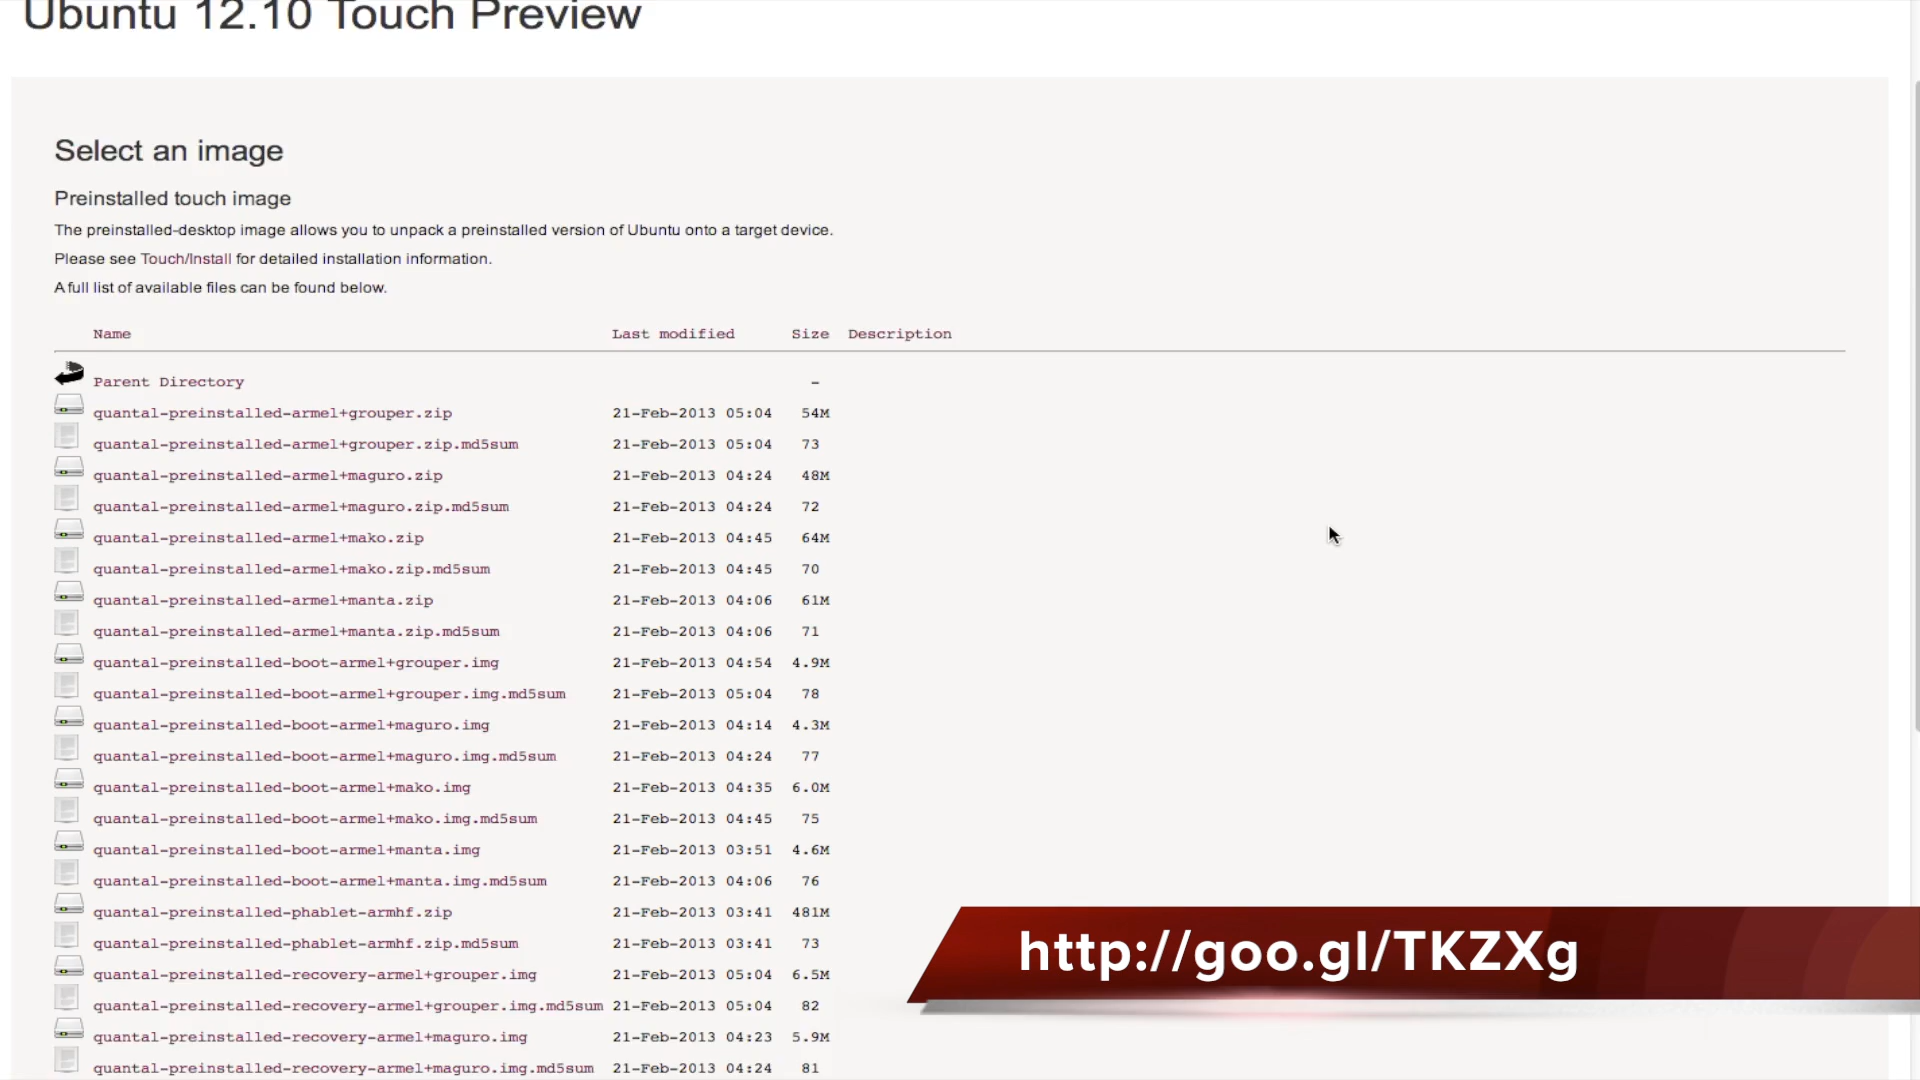 Ubuntu 12.10 Touch Preview
Select an image
Preinstalled touch image
The preinstalled-desktop image allows you to unpack a preinstalled version of Ubuntu onto a target device.
Please see Touch/Install for detailed installation information.
A full list of available files can be found below.
Name Last modified Size Description
Parent Directory -
quantal-preinstalled-armel+grouper.zip 21-Feb-2013 05:04 54M
quantal-preinstalled-armel+grouper.zip.md5sum 21-Feb-2013 05:04 73
quantal-preinstalled-armel+maguro.zip 21-Feb-2013 04:24 48M
quantal-preinstalled-armel+maguro.zip.md5sum 21-Feb-2013 04:24 72
quantal-preinstalled-armel+mako.zip 21-Feb-2013 04:45 64M
quantal-preinstalled-armel+mako.zip.md5sum 21-Feb-2013 04:45 70
quantal-preinstalled-armel+manta.zip 21-Feb-2013 04:06 61M
quantal-preinstalled-armel+manta.zip.md5sum 21-Feb-2013 04:06 71
quantal-preinstalled-boot-armel+grouper.img 21-Feb-2013 04:54 4.9M
quantal-preinstalled-boot-armel+grouper.img.md5sum 21-Feb-2013 05:04 78
quantal-preinstalled-boot-armel+maguro.img 21-Feb-2013 04:14 4.3M
quantal-preinstalled-boot-armel+maguro.img.md5sum 21-Feb-2013 04:24 77
quantal-preinstalled-boot-armel+mako.img 21-Feb-2013 04:35 6.0M
quantal-preinstalled-boot-armel+mako.img.md5sum 21-Feb-2013 04:45 75
quantal-preinstalled-boot-armel+manta.img 21-Feb-2013 03:51 4.6M
quantal-preinstalled-boot-armel+manta.img.md5sum 21-Feb-2013 04:06 76
quantal-preinstalled-phablet-armhf.zip 21-Feb-2013 03:41 481M
quantal-preinstalled-phablet-armhf.zip.md5sum 21-Feb-2013 03:41 73
http://goo.gl/TKZXg
quantal-preinstalled-recovery-armel+grouper.img 21-Feb-2013 05:04 6.5M
quantal-preinstalled-recovery-armel+grouper.img.md5sum 21-Feb-2013 05:04 82
quantal-preinstalled-recovery-armel+maguro.img 21-Feb-2013 04:23 5.9M
quantal-preinstalled-recovery-armel+maguro.img.md5sum 21-Feb-2013 04:24 81